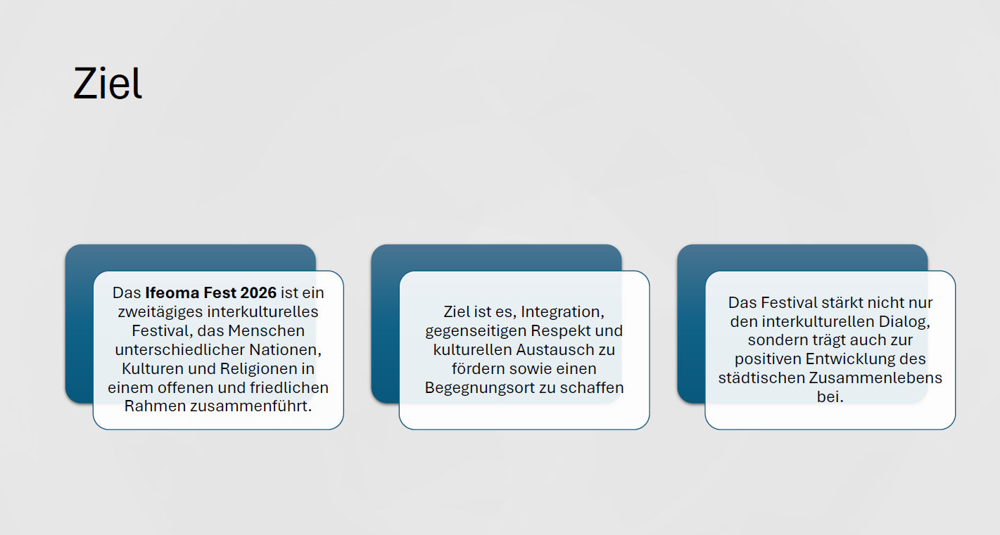 Ziel
Das Ifeoma Fest 2026 ist ein
zweitägiges interkulturelles
Festival, das Menschen
unterschiedlicher Nationen,
Kulturen und Religionen in
einem offenen und friedlichen
Rahmen zusammenführt.
Ziel ist es, Integration,
gegenseitigen Respekt und
kulturellen Austausch zu
fördern sowie einen
Begegnungsort zu schaffen
Das Festival stärkt nicht nur
den interkulturellen Dialog,
sondern trägt auch zur
positiven Entwicklung des
städtischen Zusammenlebens
bei.